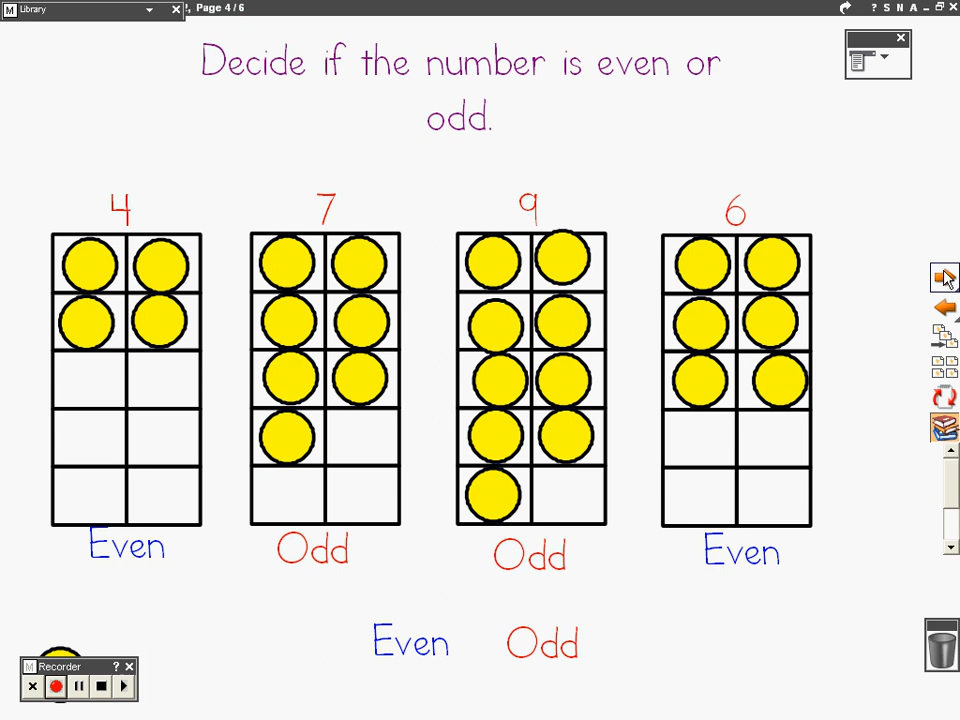 M Library
, Page 4 / 6
? S N A
Decide if the number is even or
odd.
4 7 9 6
Even Odd Odd Even
Even Odd
M Recorder ?